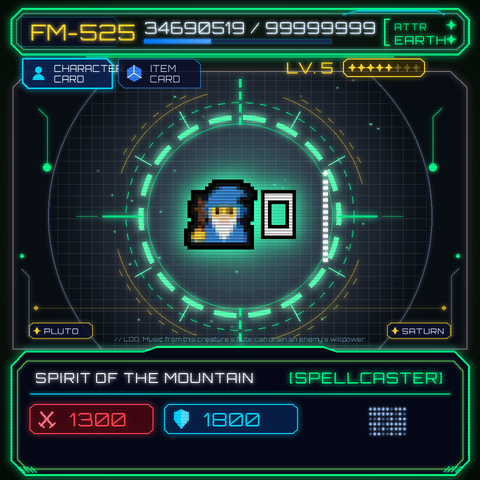 FM-525
34690519 / 99999999
ATTR
EARTH
CHARACTER
CARD
ITEM
CARD
LV.5
PLUTO
SATURN
// LOG: Music from this creature's flute can drain an enemy's willpower.
SPIRIT OF THE MOUNTAIN
[SPELLCASTER]
1300
1800